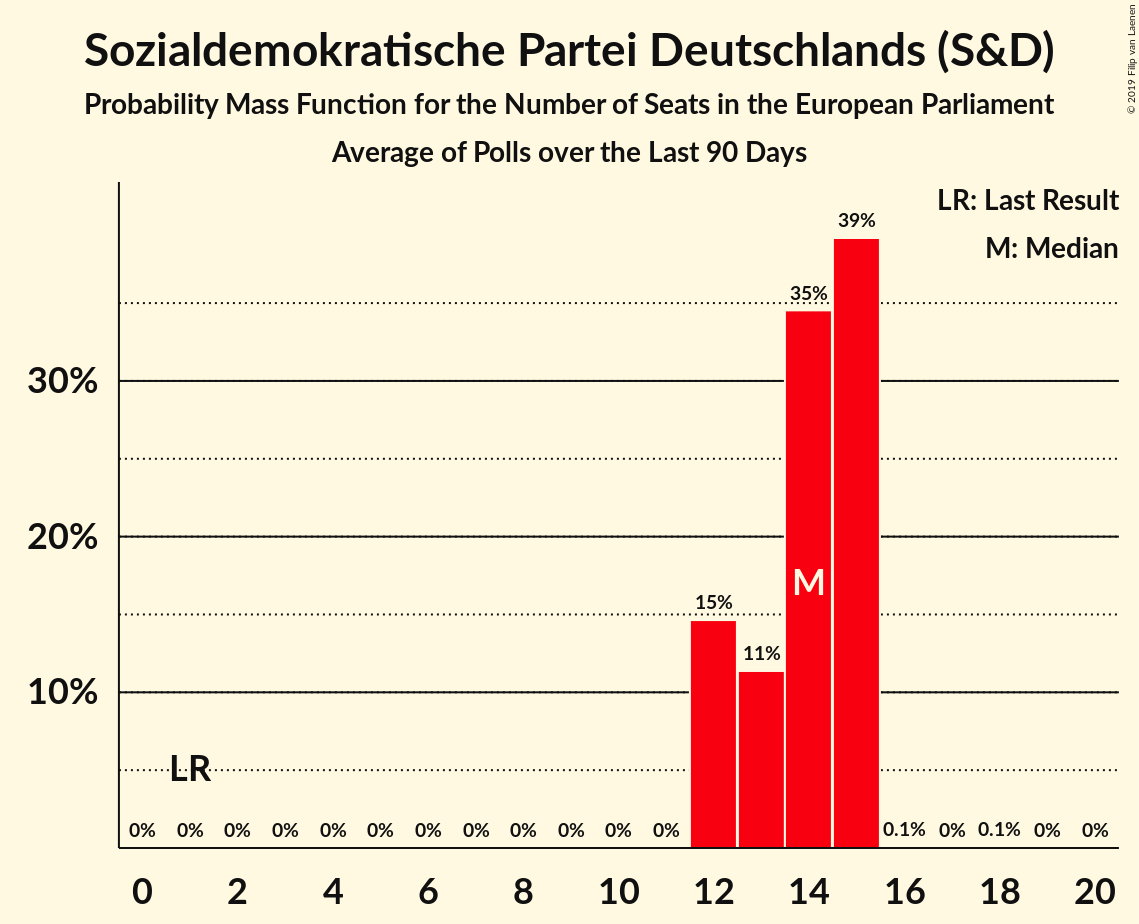 Sozialdemokratische Partei Deutschlands (S&D)
Probability Mass Function for the Number of Seats in the European Parliament
Average of Polls over the Last 90 Days
© 2019 Filip van Laenen
LR: Last Result
M: Median
39%
35%
30%
20%
M
15%
11%
10%
LR
0% 0% 0% 0% 0% 0% 0% 0% 0% 0% 0% 0% 0.1% 0% 0.1% 0% 0%
0 2 4 6 8 10 12 14 16 18 20